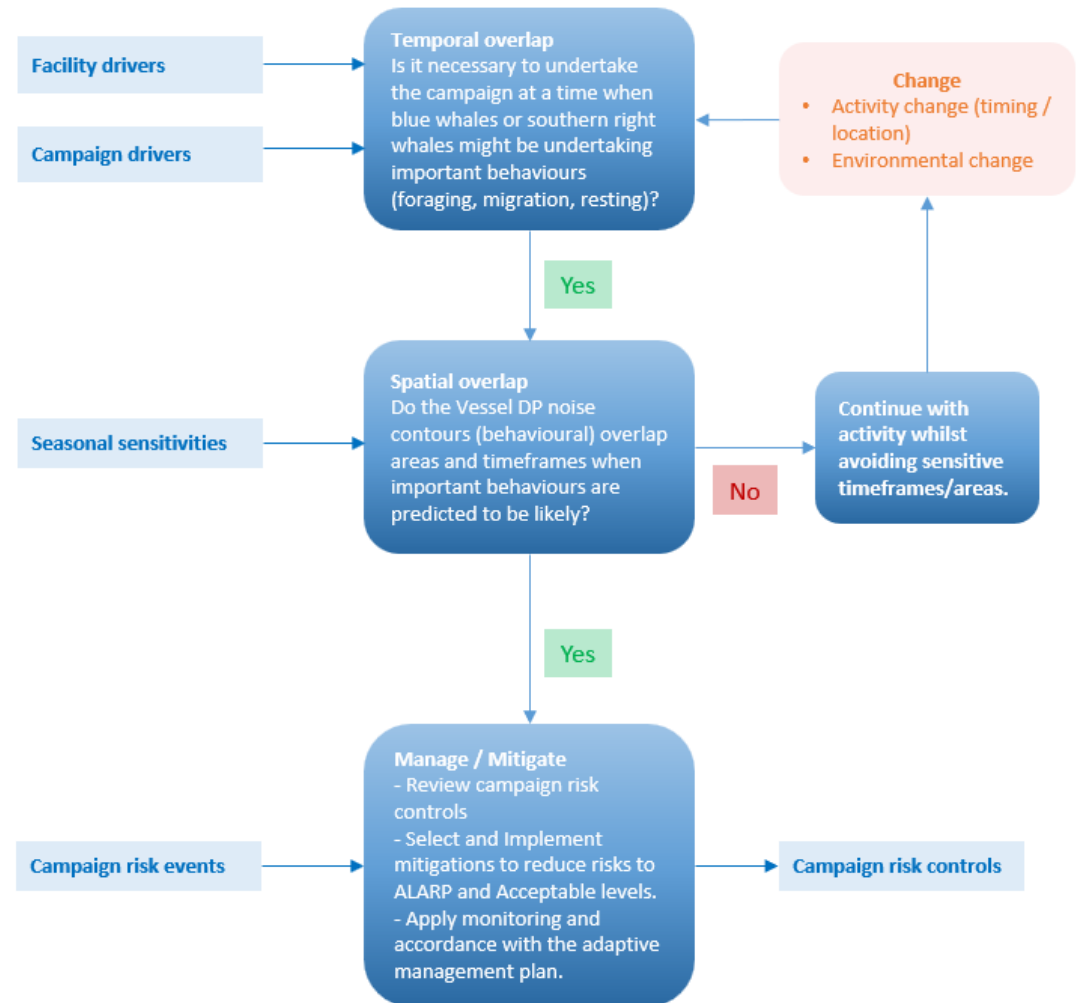 Facility drivers
Campaign drivers
Temporal overlap
Is it necessary to undertake
the campaign at a time when
blue whales or southern right
whales might be undertaking
important behaviours
(foraging, migration, resting)?
Change
• Activity change (timing /
location)
• Environmental change
Yes
Seasonal sensitivities
Spatial overlap
Do the Vessel DP noise
contours (behavioural) overlap
areas and timeframes when
important behaviours are
predicted to be likely?
No
Continue with
activity whilst
avoiding sensitive
timeframes/areas.
Yes
Campaign risk events
Manage / Mitigate
- Review campaign risk
controls
- Select and Implement
mitigations to reduce risks to
ALARP and Acceptable levels.
- Apply monitoring and
accordance with the adaptive
management plan.
Campaign risk controls